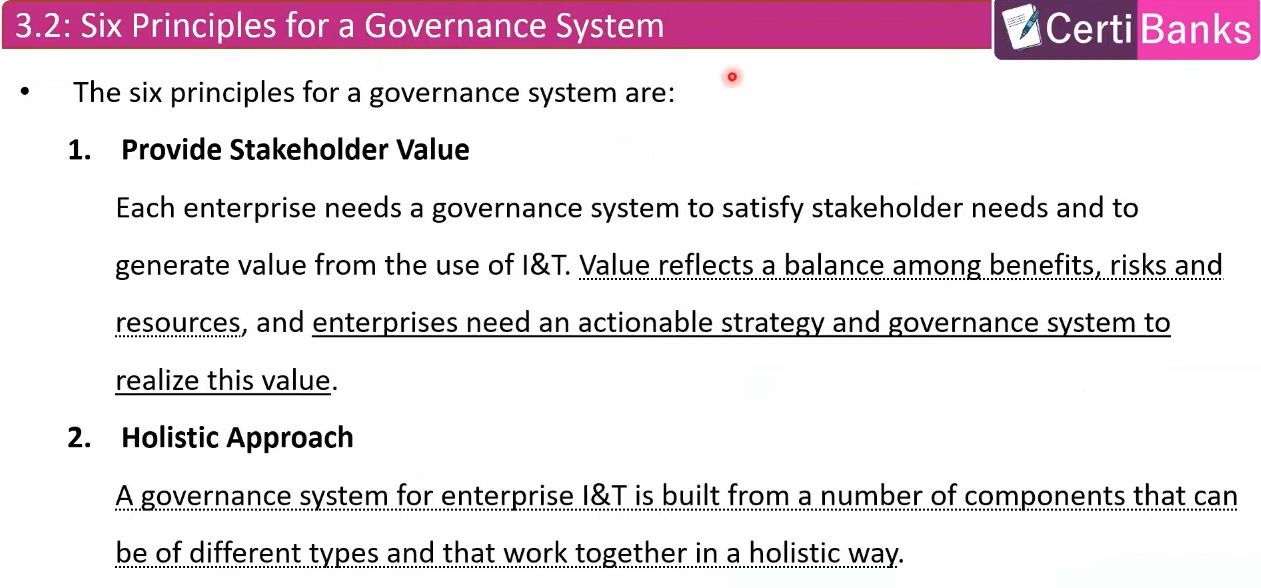 3.2: Six Principles for a Governance System
CertiBanks
• The six principles for a governance system are:
1. Provide Stakeholder Value
Each enterprise needs a governance system to satisfy stakeholder needs and to
generate value from the use of I&T. Value reflects a balance among benefits, risks and
resources, and enterprises need an actionable strategy and governance system to
realize this value.
2. Holistic Approach
A governance system for enterprise I&T is built from a number of components that can
be of different types and that work together in a holistic way.